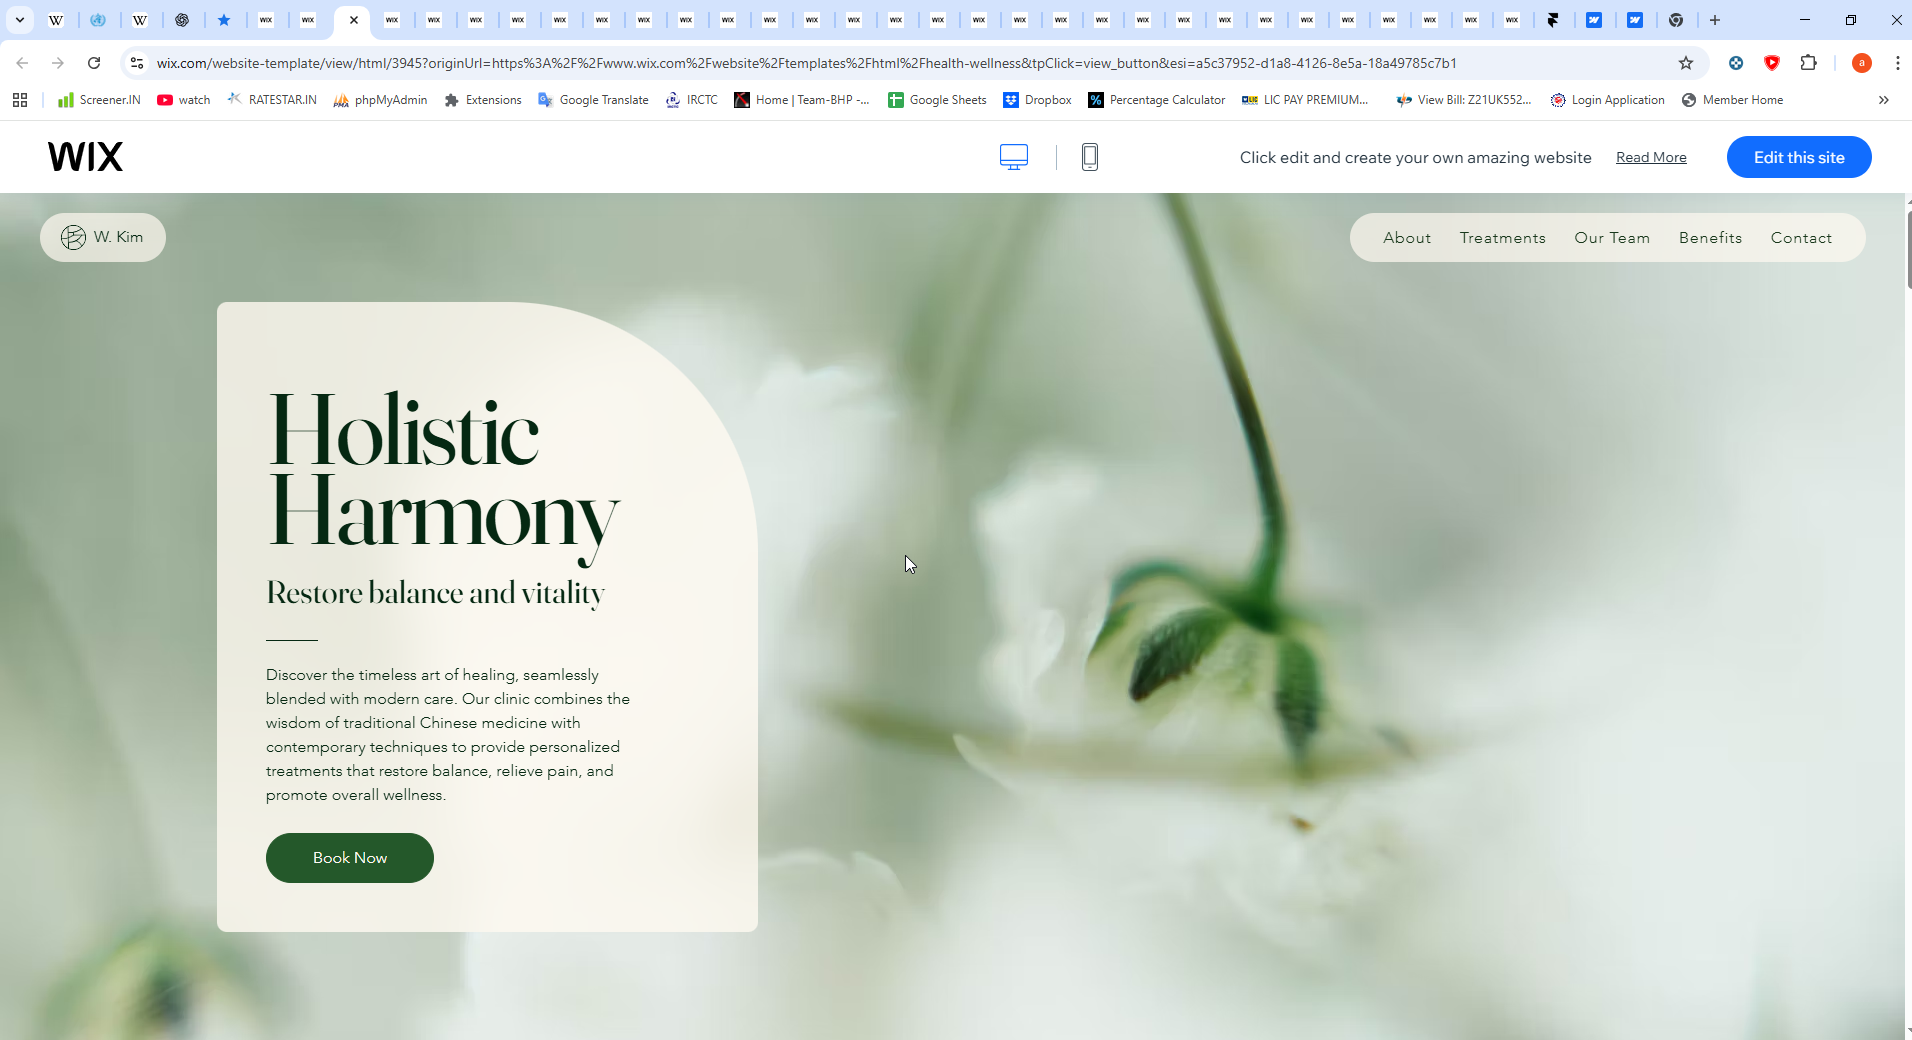 wix.com/website-template/view/html/3945?originUrl=https%3A%2F%2Fwww.wix.com%2Fwebsite%2Ftemplates%2Fhtml%2Fhealth-wellness&tpClick=view_button&esi=a5c37952-d1a8-4126-8e5a-18a49785c7b1
a
Screener.IN
watch
RATESTAR.IN
phpMyAdmin
Extensions
Google Translate
IRCTC
Home | Team-BHP -...
Google Sheets
Dropbox
Percentage Calculator
LIC PAY PREMIUM...
View Bill: Z21UK552...
Login Application
Member Home
WIX
Click edit and create your own amazing website
Read More
Edit this site
W. Kim
About
Treatments
Our Team
Benefits
Contact
Holistic
Harmony
Restore balance and vitality
Discover the timeless art of healing, seamlessly
blended with modern care. Our clinic combines the
wisdom of traditional Chinese medicine with
contemporary techniques to provide personalized
treatments that restore balance, relieve pain, and
promote overall wellness.
Book Now